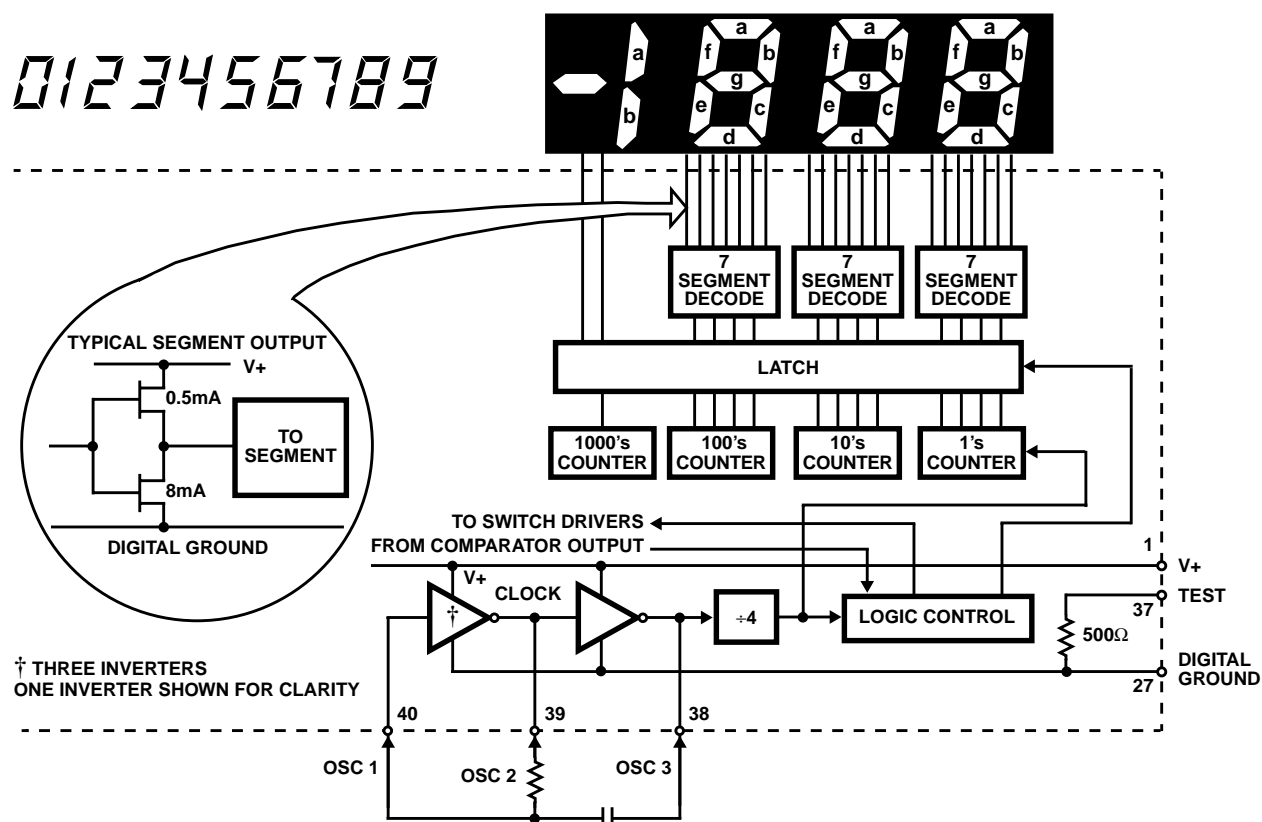 0123456789
a
b
a
f
b
g
e
c
d
a
f
b
g
e
c
d
a
f
b
g
e
c
d
7
SEGMENT
DECODE
7
SEGMENT
DECODE
7
SEGMENT
DECODE
LATCH
1000's
COUNTER
100's
COUNTER
10's
COUNTER
1's
COUNTER
TYPICAL SEGMENT OUTPUT
V+
0.5mA
TO
SEGMENT
8mA
DIGITAL GROUND
TO SWITCH DRIVERS
FROM COMPARATOR OUTPUT
V+
CLOCK
†
÷4
LOGIC CONTROL
1
V+
TEST
37
500Ω
DIGITAL
GROUND
27
† THREE INVERTERS
ONE INVERTER SHOWN FOR CLARITY
40
39
38
OSC 1
OSC 2
OSC 3